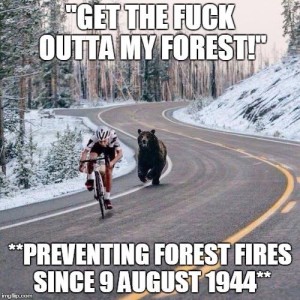 "GET THE FUCK
OUTTA MY FOREST!"
**PREVENTING FOREST FIRES
SINCE 9 AUGUST 1944**
imgflip.com